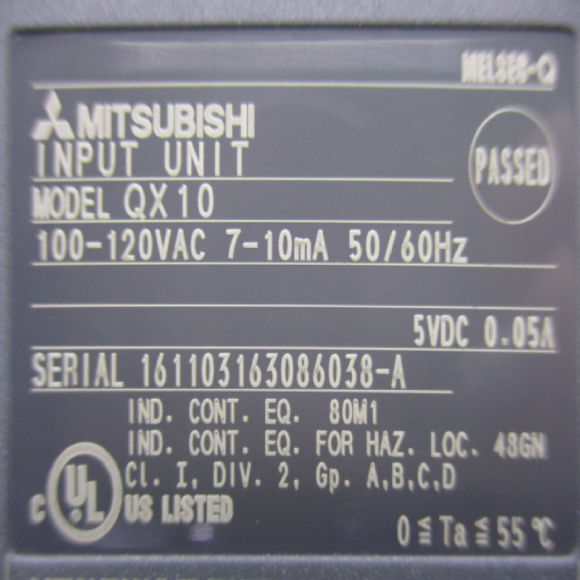 MELSEC-Q
MITSUBISHI
INPUT UNIT
PASSED
MODEL QX10
100-120VAC 7-10mA 50/60Hz
5VDC 0.05A
SERIAL 161103163086038-A
IND. CONT. EQ. 80M1
IND. CONT. EQ. FOR HAZ. LOC. 48GN
Cl. I, DIV. 2, Gp. A,B,C,D
C UL US LISTED
0≦Ta≦55℃